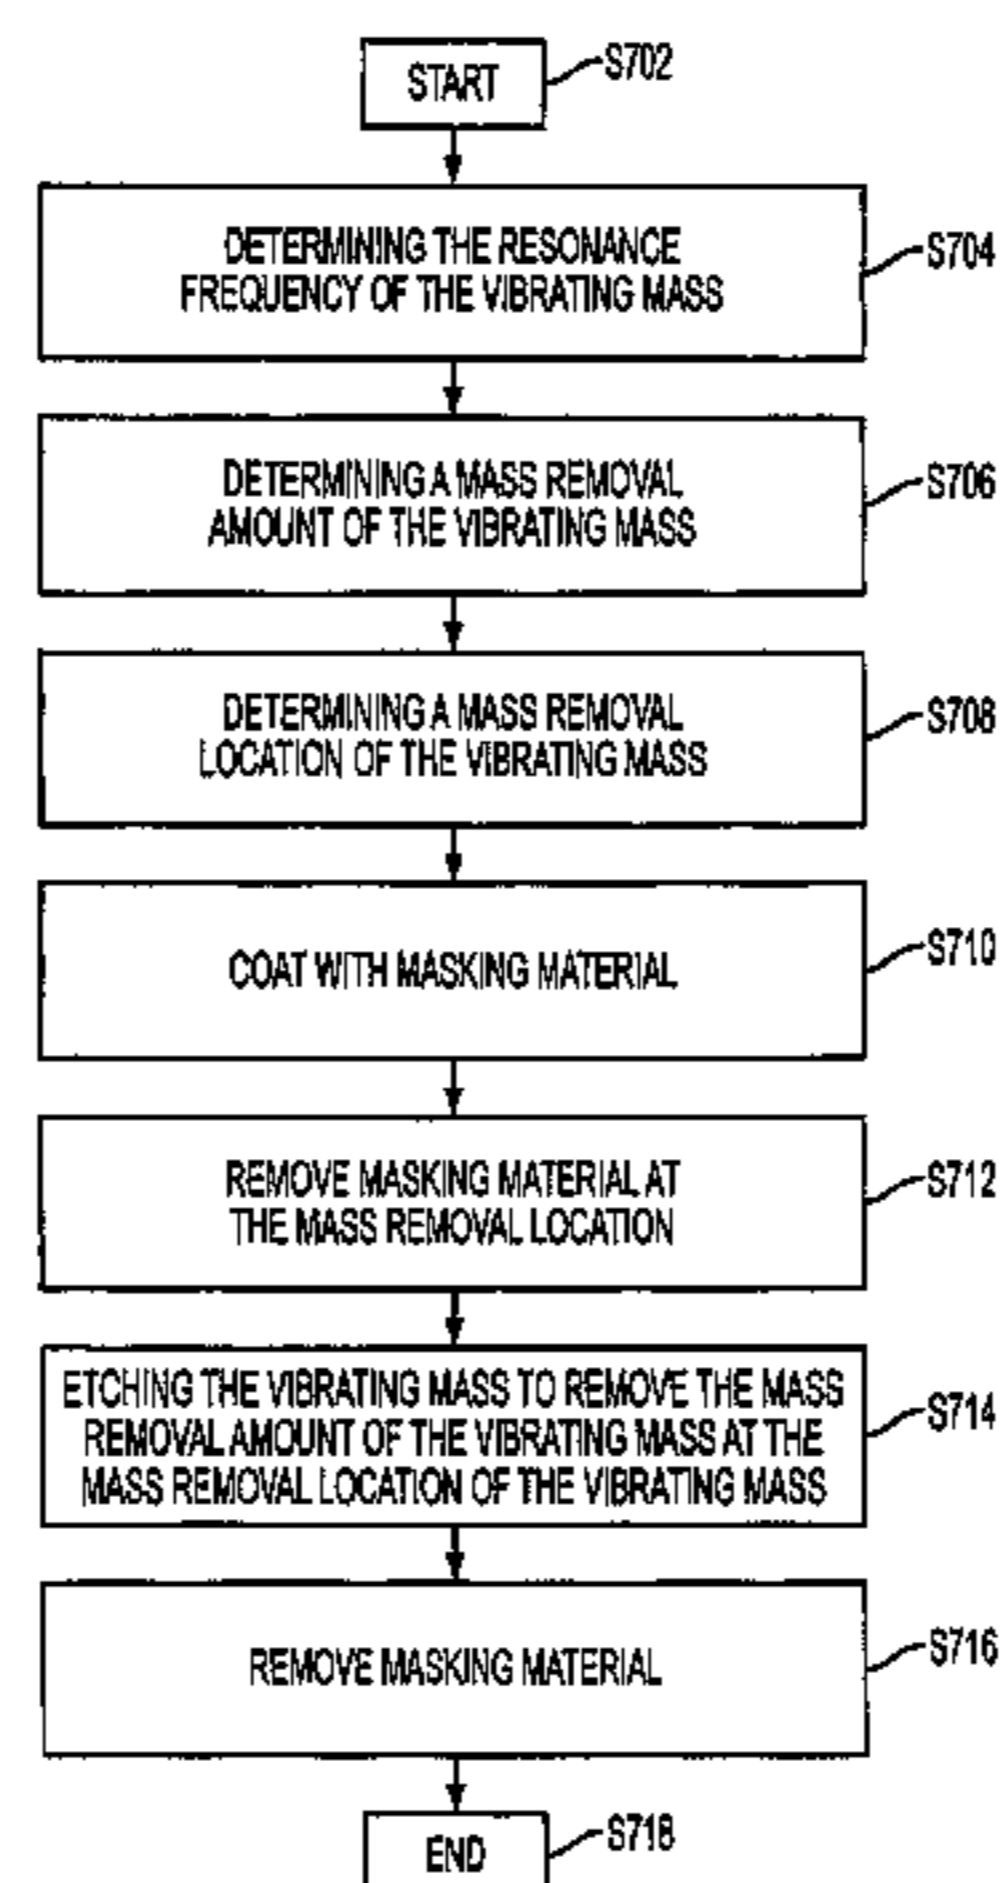 START
S702
DETERMINING THE RESONANCE
FREQUENCY OF THE VIBRATING MASS
S704
DETERMINING A MASS REMOVAL
AMOUNT OF THE VIBRATING MASS
S706
DETERMINING A MASS REMOVAL
LOCATION OF THE VIBRATING MASS
S708
COAT WITH MASKING MATERIAL
S710
REMOVE MASKING MATERIAL AT
THE MASS REMOVAL LOCATION
S712
ETCHING THE VIBRATING MASS TO REMOVE THE MASS
REMOVAL AMOUNT OF THE VIBRATING MASS AT THE
MASS REMOVAL LOCATION OF THE VIBRATING MASS
S714
REMOVE MASKING MATERIAL
S716
END
S718